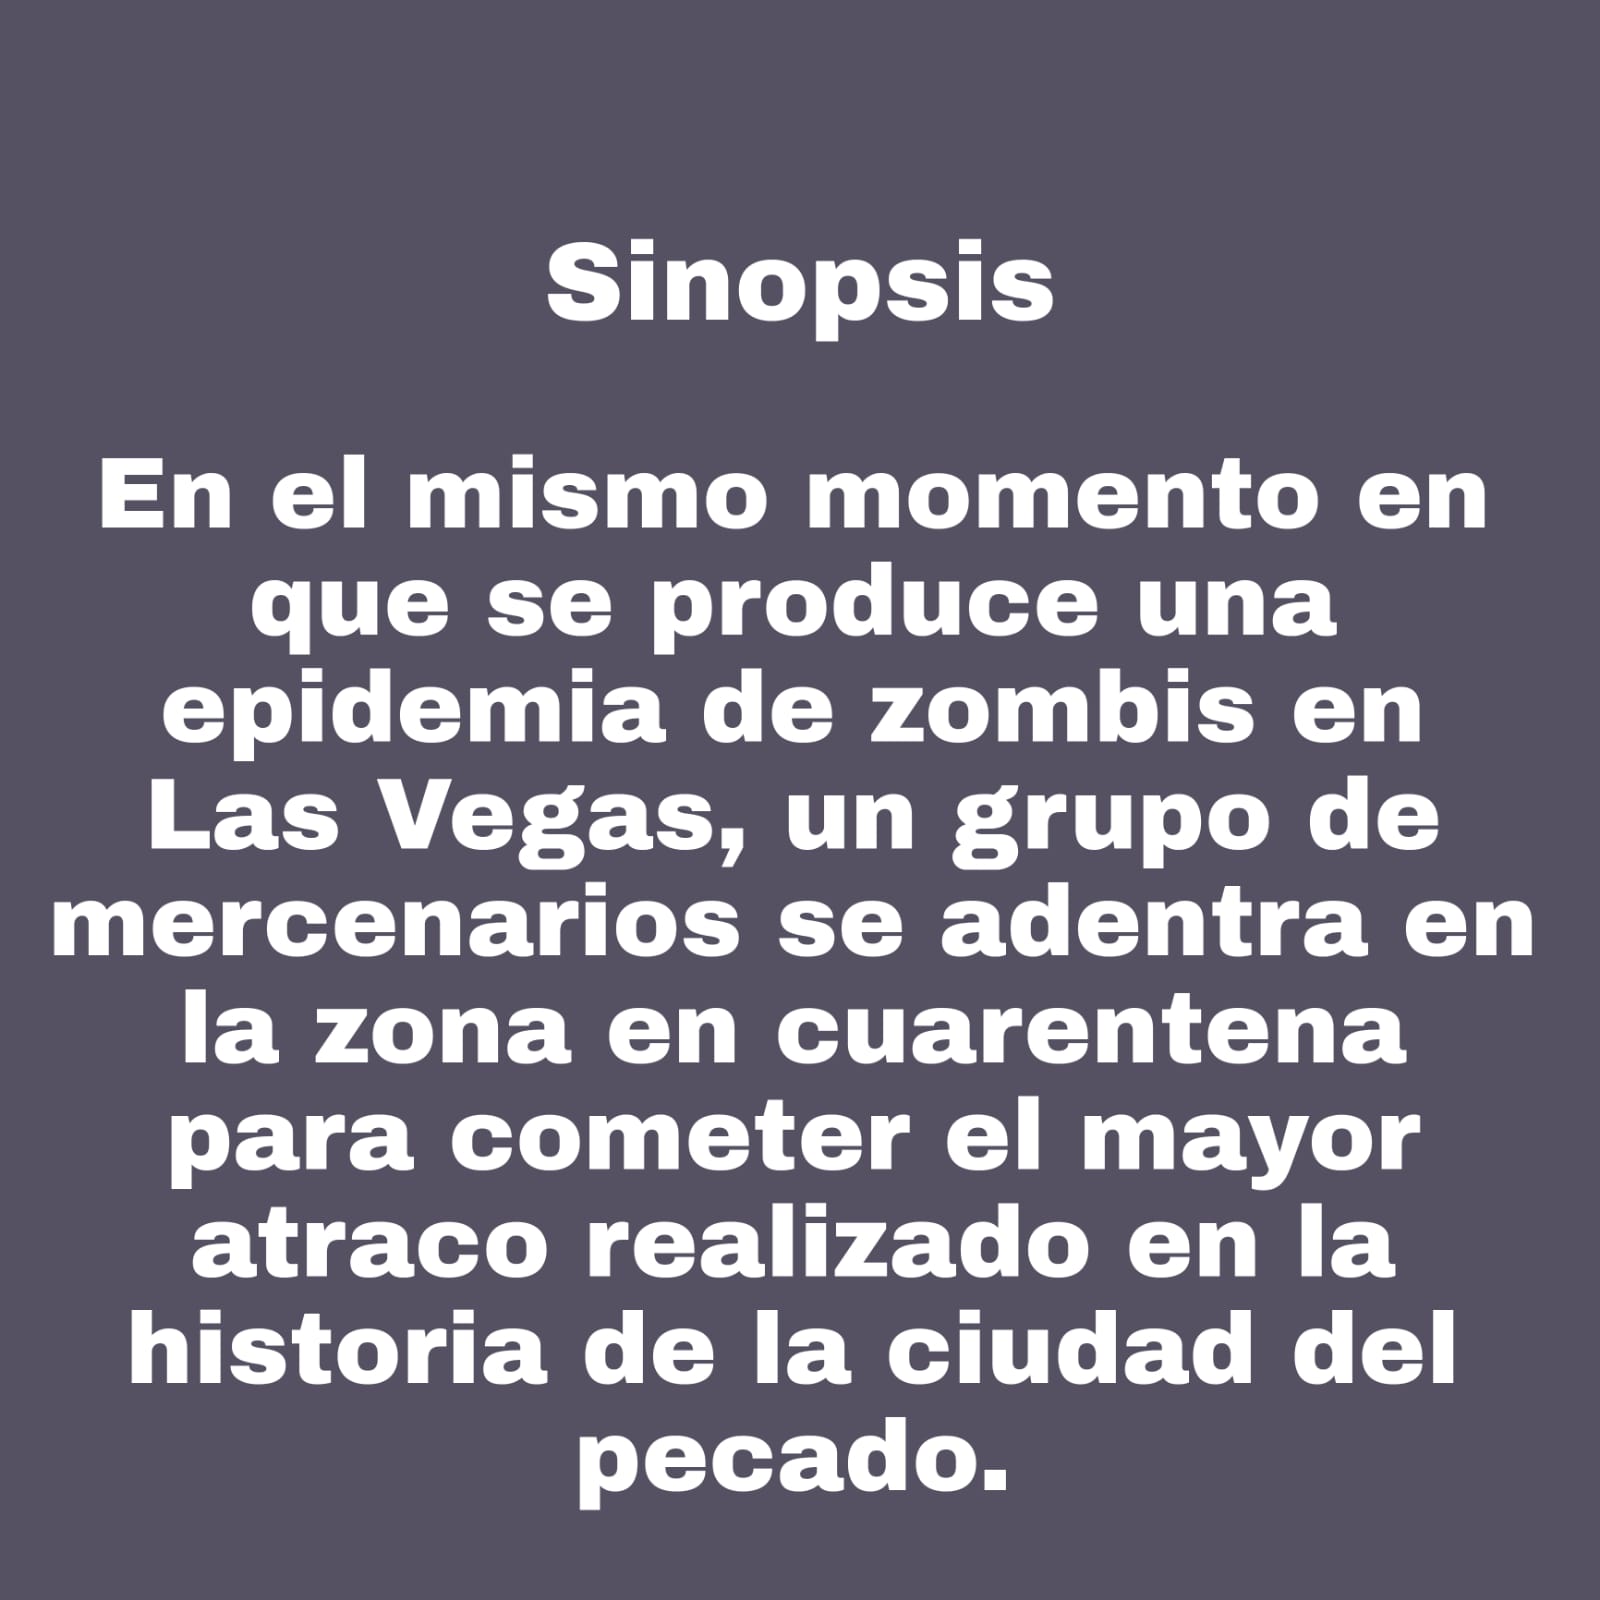 Sinopsis
En el mismo momento en
que se produce una
epidemia de zombis en
Las Vegas, un grupo de
mercenarios se adentra en
la zona en cuarentena
para cometer el mayor
atraco realizado en la
historia de la ciudad del
pecado.